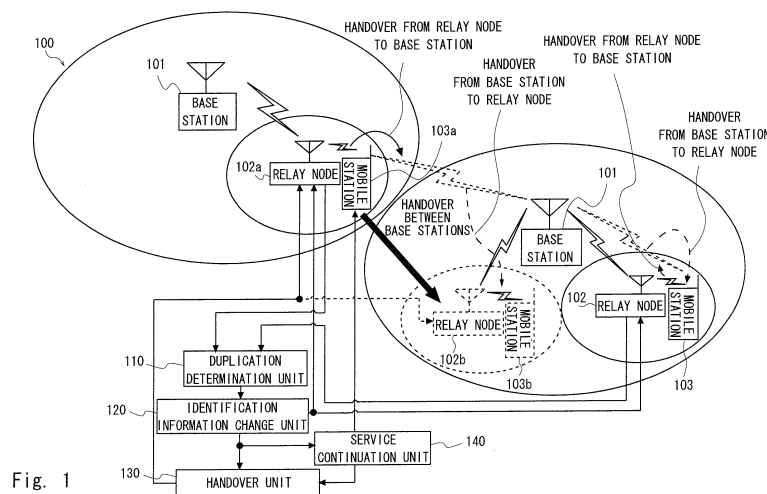 100
101
BASE
STATION
HANDOVER FROM RELAY NODE
TO BASE STATION
HANDOVER
FROM BASE STATION
TO RELAY NODE
HANDOVER FROM RELAY NODE
TO BASE STATION
HANDOVER
FROM BASE STATION
TO RELAY NODE
102a
RELAY NODE
MOBILE
STATION
103a
HANDOVER
BETWEEN
BASE STATIONS
101
BASE
STATION
RELAY NODE
102b
MOBILE
STATION
103b
102
RELAY NODE
MOBILE
STATION
103
110
DUPLICATION
DETERMINATION UNIT
120
IDENTIFICATION
INFORMATION CHANGE UNIT
SERVICE
CONTINUATION UNIT
140
130
HANDOVER UNIT
Fig. 1